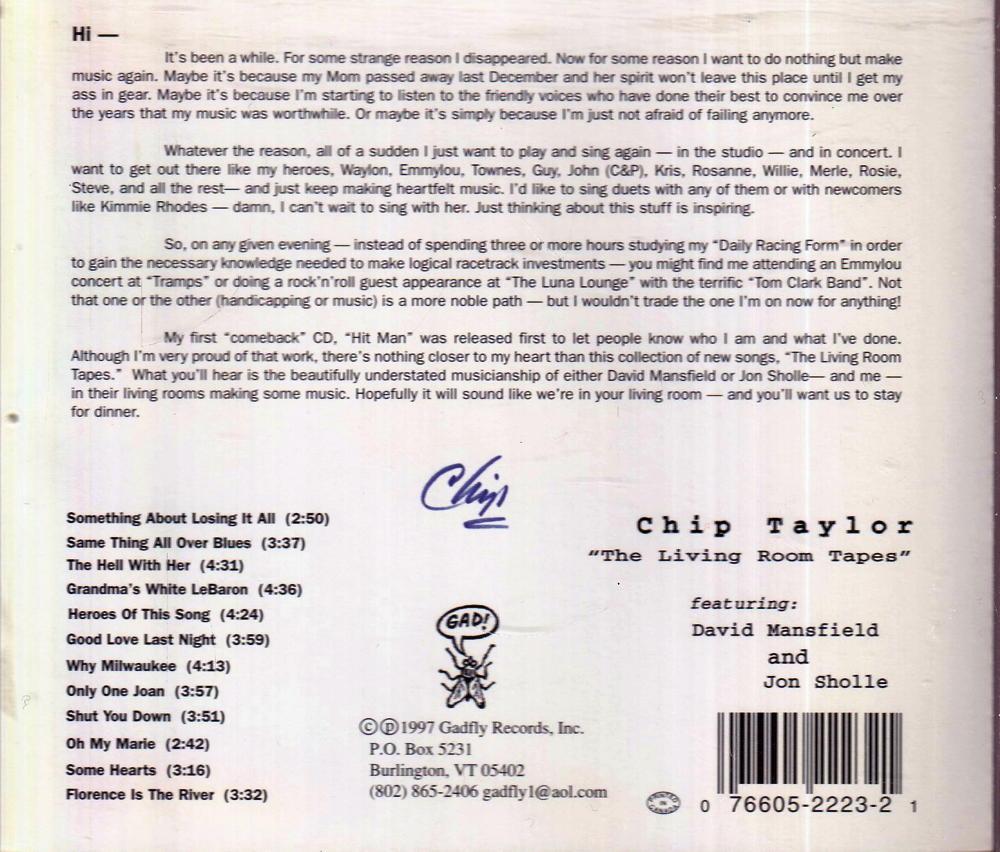 Hi —
It's been a while. For some strange reason I disappeared. Now for some reason I want to do nothing but make
music again. Maybe it's because my Mom passed away last December and her spirit won't leave this place until I get my
ass in gear. Maybe it's because I'm starting to listen to the friendly voices who have done their best to convince me over
the years that my music was worthwhile. Or maybe it's simply because I'm just not afraid of failing anymore.
Whatever the reason, all of a sudden I just want to play and sing again — in the studio — and in concert. I
want to get out there like my heroes, Waylon, Emmylou, Townes, Guy, John (C&P), Kris, Rosanne, Willie, Merle, Rosie,
Steve, and all the rest— and just keep making heartfelt music. I'd like to sing duets with any of them or with newcomers
like Kimmie Rhodes — damn, I can't wait to sing with her. Just thinking about this stuff is inspiring.
So, on any given evening — instead of spending three or more hours studying my "Daily Racing Form" in order
to gain the necessary knowledge needed to make logical racetrack investments — you might find me attending an Emmylou
concert at "Tramps" or doing a rock'n'roll guest appearance at "The Luna Lounge" with the terrific "Tom Clark Band". Not
that one or the other (handicapping or music) is a more noble path — but I wouldn't trade the one I'm on now for anything!
My first "comeback" CD, "Hit Man" was released first to let people know who I am and what I've done.
Although I'm very proud of that work, there's nothing closer to my heart than this collection of new songs, "The Living Room
Tapes." What you'll hear is the beautifully understated musicianship of either David Mansfield or Jon Sholle— and me —
in their living rooms making some music. Hopefully it will sound like we're in your living room — and you'll want us to stay
for dinner.
Chip
Something About Losing It All (2:50)
Same Thing All Over Blues (3:37)
The Hell With Her (4:31)
Grandma's White LeBaron (4:36)
Heroes Of This Song (4:24)
Good Love Last Night (3:59)
Why Milwaukee (4:13)
Only One Joan (3:57)
Shut You Down (3:51)
Oh My Marie (2:42)
Some Hearts (3:16)
Florence Is The River (3:32)
GAD!
©℗1997 Gadfly Records, Inc.
P.O. Box 5231
Burlington, VT 05402
(802) 865-2406 gadfly1@aol.com
Chip Taylor
"The Living Room Tapes"
featuring:
David Mansfield
and
Jon Sholle
PRINTED IN CANADA
0 76605-2223-2 1